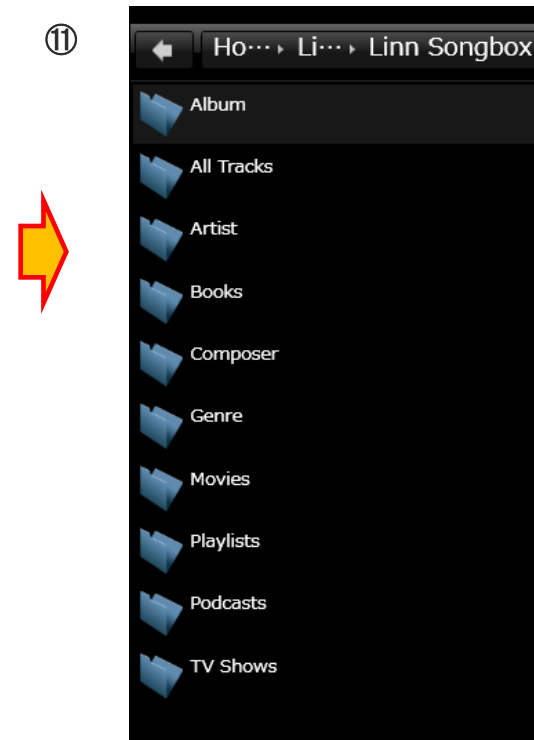 ⑪
Ho… › Li… › Linn Songbox
Album
All Tracks
Artist
Books
Composer
Genre
Movies
Playlists
Podcasts
TV Shows